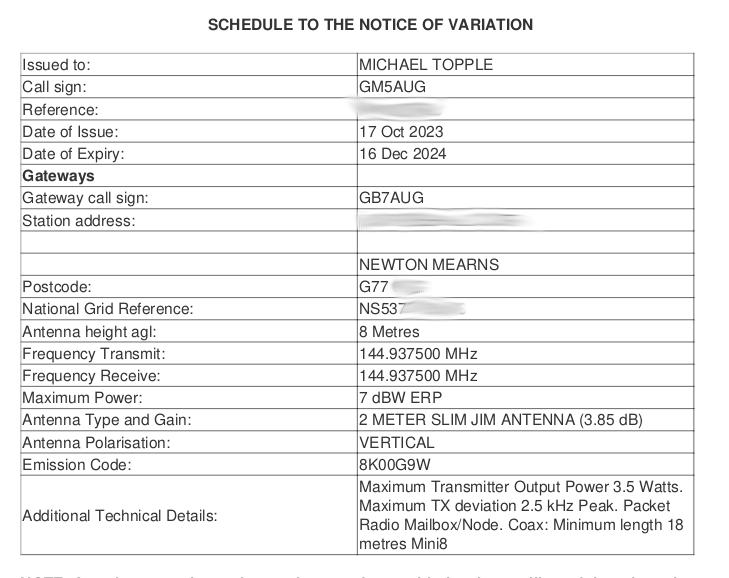 SCHEDULE TO THE NOTICE OF VARIATION
Issued to: MICHAEL TOPPLE
Call sign: GM5AUG
Reference:
Date of Issue: 17 Oct 2023
Date of Expiry: 16 Dec 2024
Gateways
Gateway call sign: GB7AUG
Station address:
NEWTON MEARNS
Postcode: G77
National Grid Reference: NS537
Antenna height agl: 8 Metres
Frequency Transmit: 144.937500 MHz
Frequency Receive: 144.937500 MHz
Maximum Power: 7 dBW ERP
Antenna Type and Gain: 2 METER SLIM JIM ANTENNA (3.85 dB)
Antenna Polarisation: VERTICAL
Emission Code: 8K00G9W
Additional Technical Details: Maximum Transmitter Output Power 3.5 Watts.
Maximum TX deviation 2.5 kHz Peak. Packet
Radio Mailbox/Node. Coax: Minimum length 18
metres Mini8